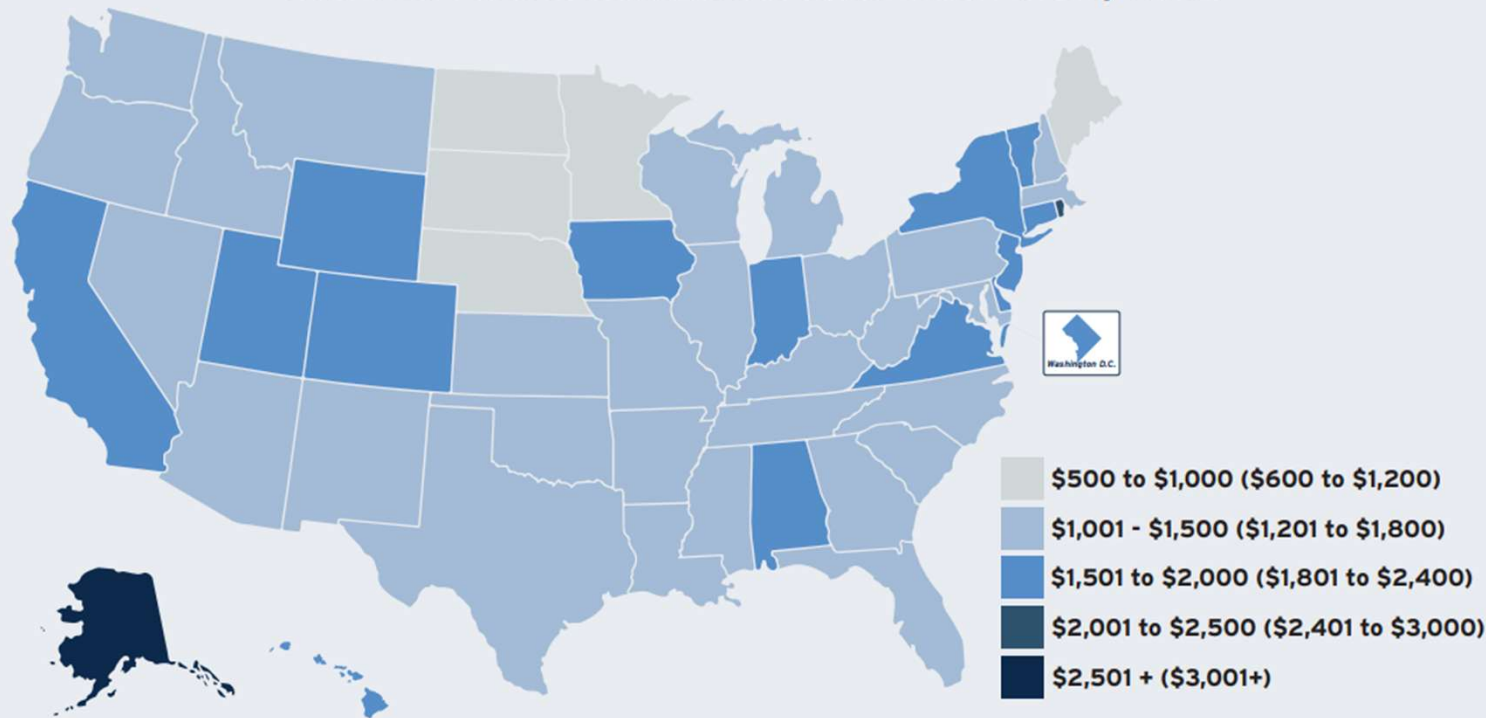 Washington D.C.
$500 to $1,000 ($600 to $1,200)
$1,001 - $1,500 ($1,201 to $1,800)
$1,501 to $2,000 ($1,801 to $2,400)
$2,001 to $2,500 ($2,401 to $3,000)
$2,501 + ($3,001+)